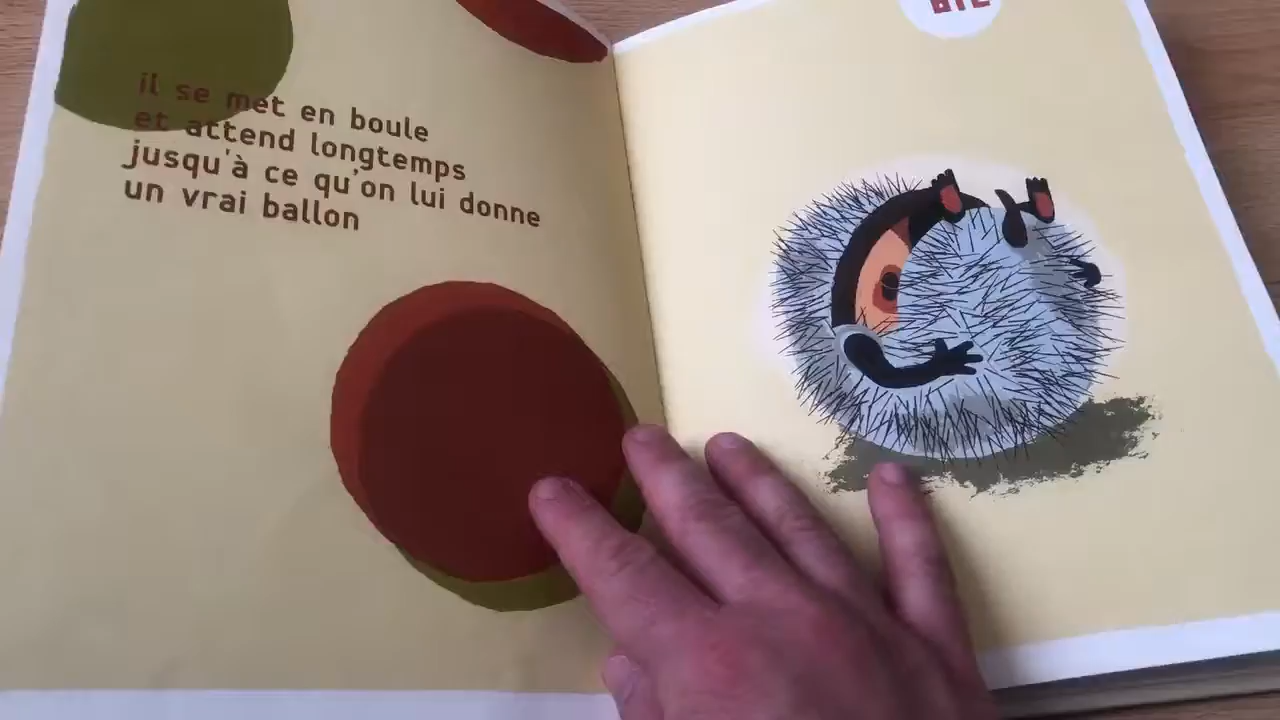 il se met en boule
et attend longtemps
jusqu'à ce qu'on lui donne
un vrai ballon